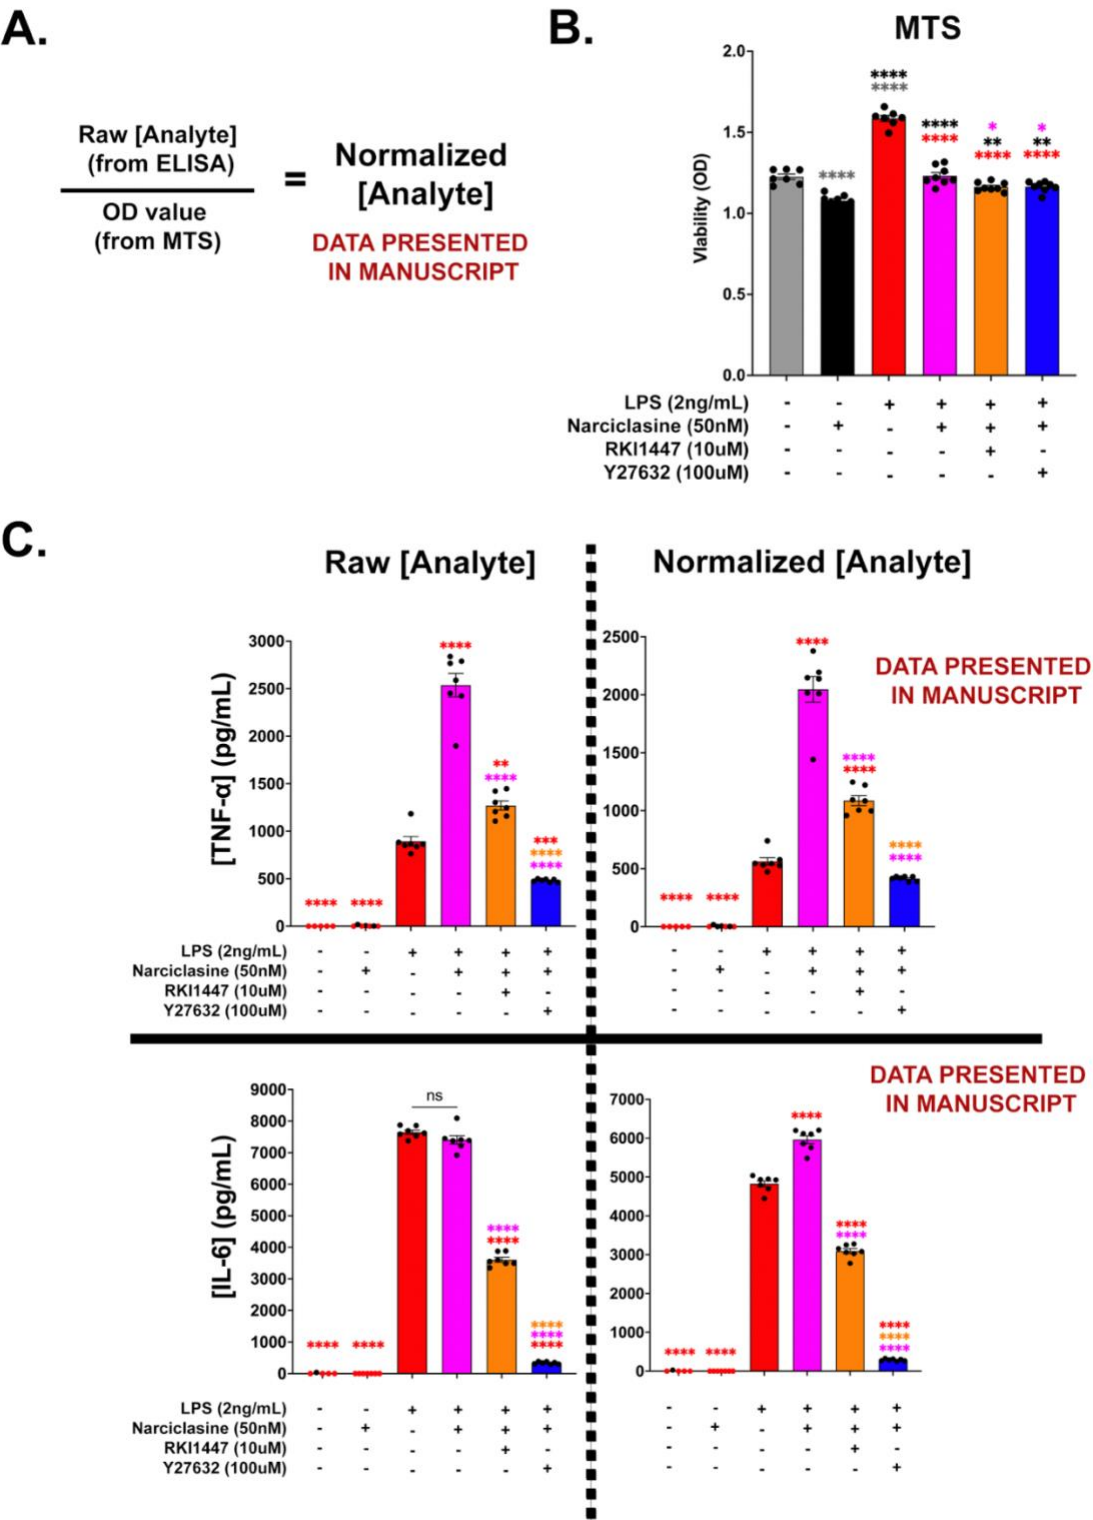 A.
Raw [Analyte]
(from ELISA)
OD value
(from MTS)
=
Normalized
[Analyte]
DATA PRESENTED
IN MANUSCRIPT
B.
MTS
Viability (OD)
2.0
1.5
1.0
0.5
0.0
****
****
****
****
****
*
**
****
*
**
****
LPS (2ng/mL) - - + + + +
Narciclasine (50nM) - + - + + +
RKI1447 (10uM) - - - - + -
Y27632 (100uM) - - - - - +
C.
Raw [Analyte]
Normalized [Analyte]
[TNF-α] (pg/mL)
3000
2500
2000
1500
1000
500
0
**** **** ****
**
****
***
****
****
LPS (2ng/mL) - - + + + +
Narciclasine (50nM) - + - + + +
RKI1447 (10uM) - - - - + -
Y27632 (100uM) - - - - - +
DATA PRESENTED
IN MANUSCRIPT
2500
2000
1500
1000
500
0
**** **** ****
****
****
****
****
- - + + + +
- + - + + +
- - - - + -
- - - - - +
[IL-6] (pg/mL)
9000
8000
7000
6000
5000
4000
3000
2000
1000
0
ns
**** ****
****
****
****
****
****
LPS (2ng/mL) - - + + + +
Narciclasine (50nM) - + - + + +
RKI1447 (10uM) - - - - + -
Y27632 (100uM) - - - - - +
DATA PRESENTED
IN MANUSCRIPT
7000
6000
5000
4000
3000
2000
1000
0
**** **** ****
****
****
****
****
****
- - + + + +
- + - + + +
- - - - + -
- - - - - +